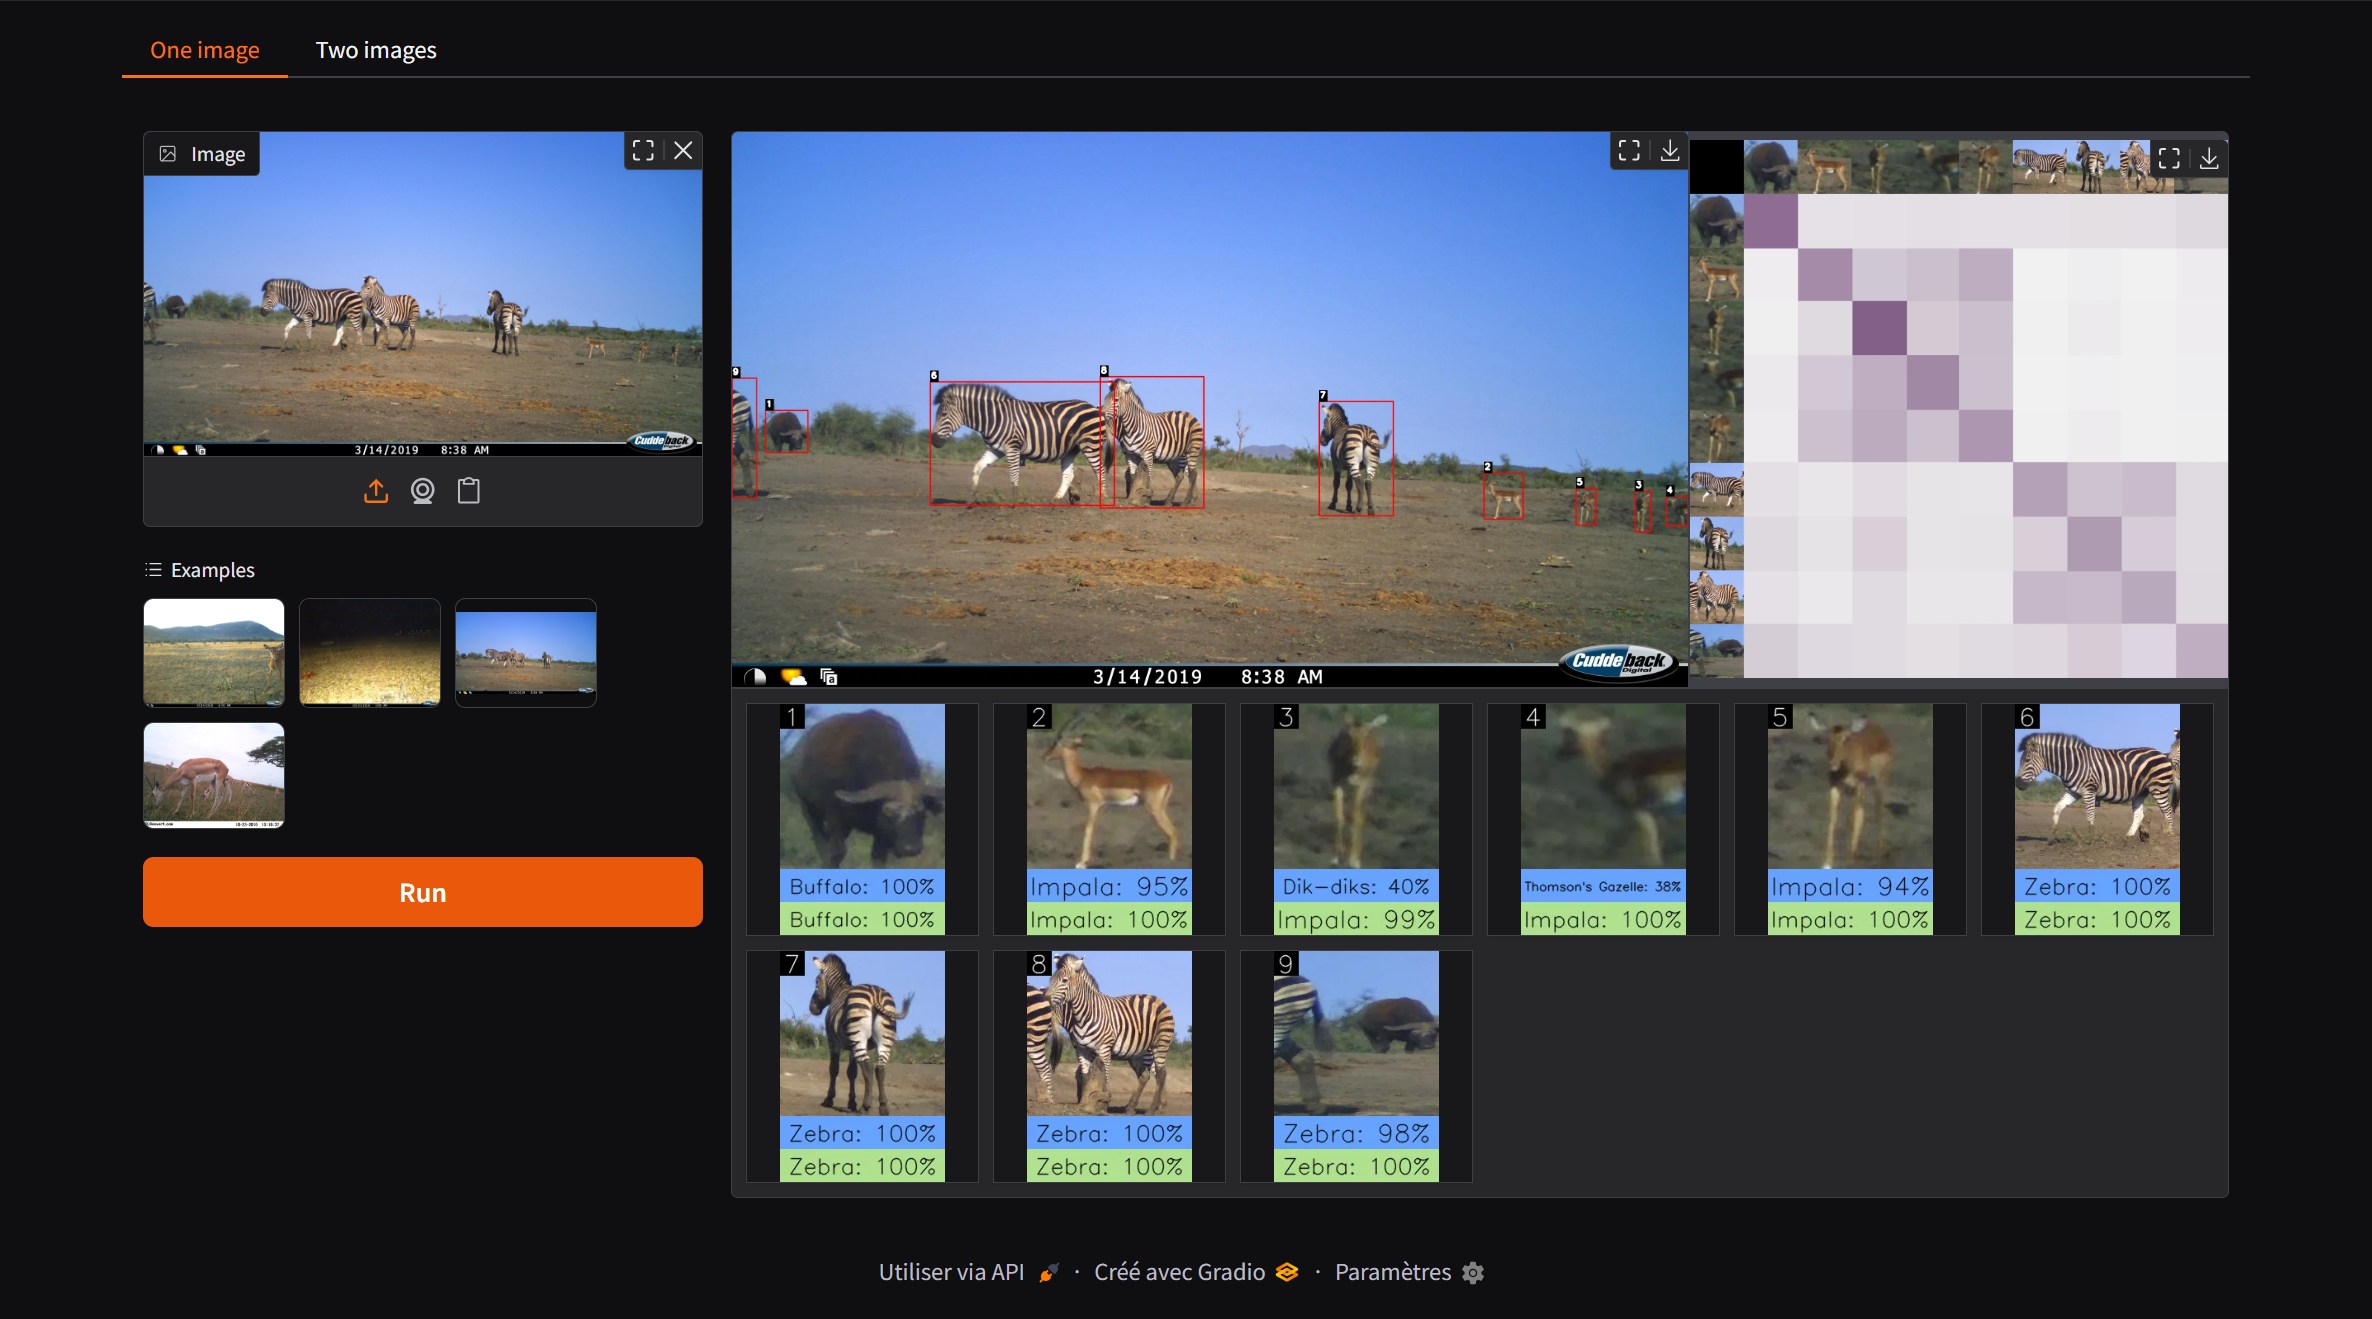 One image
Two images
Image
Cuddeback
3/14/2019 8:38 AM
Examples
Run
9
1
6
8
7
2
5
3
4
Cuddeback
Digital
3/14/2019 8:38 AM
1
Buffalo: 100%
Buffalo: 100%
2
Impala: 95%
Impala: 100%
3
Dik-diks: 40%
Impala: 99%
4
Thomson's Gazelle: 38%
Impala: 100%
5
Impala: 94%
Impala: 100%
6
Zebra: 100%
Zebra: 100%
7
Zebra: 100%
Zebra: 100%
8
Zebra: 100%
Zebra: 100%
9
Zebra: 98%
Zebra: 100%
Utiliser via API · Créé avec Gradio · Paramètres